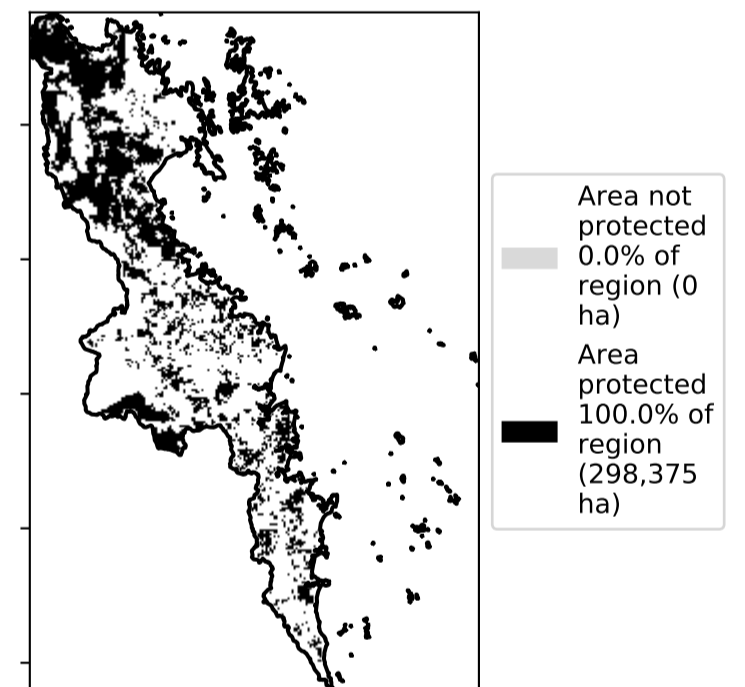 Area not
protected
0.0% of
region (0
ha)
Area
protected
100.0% of
region
(298,375
ha)